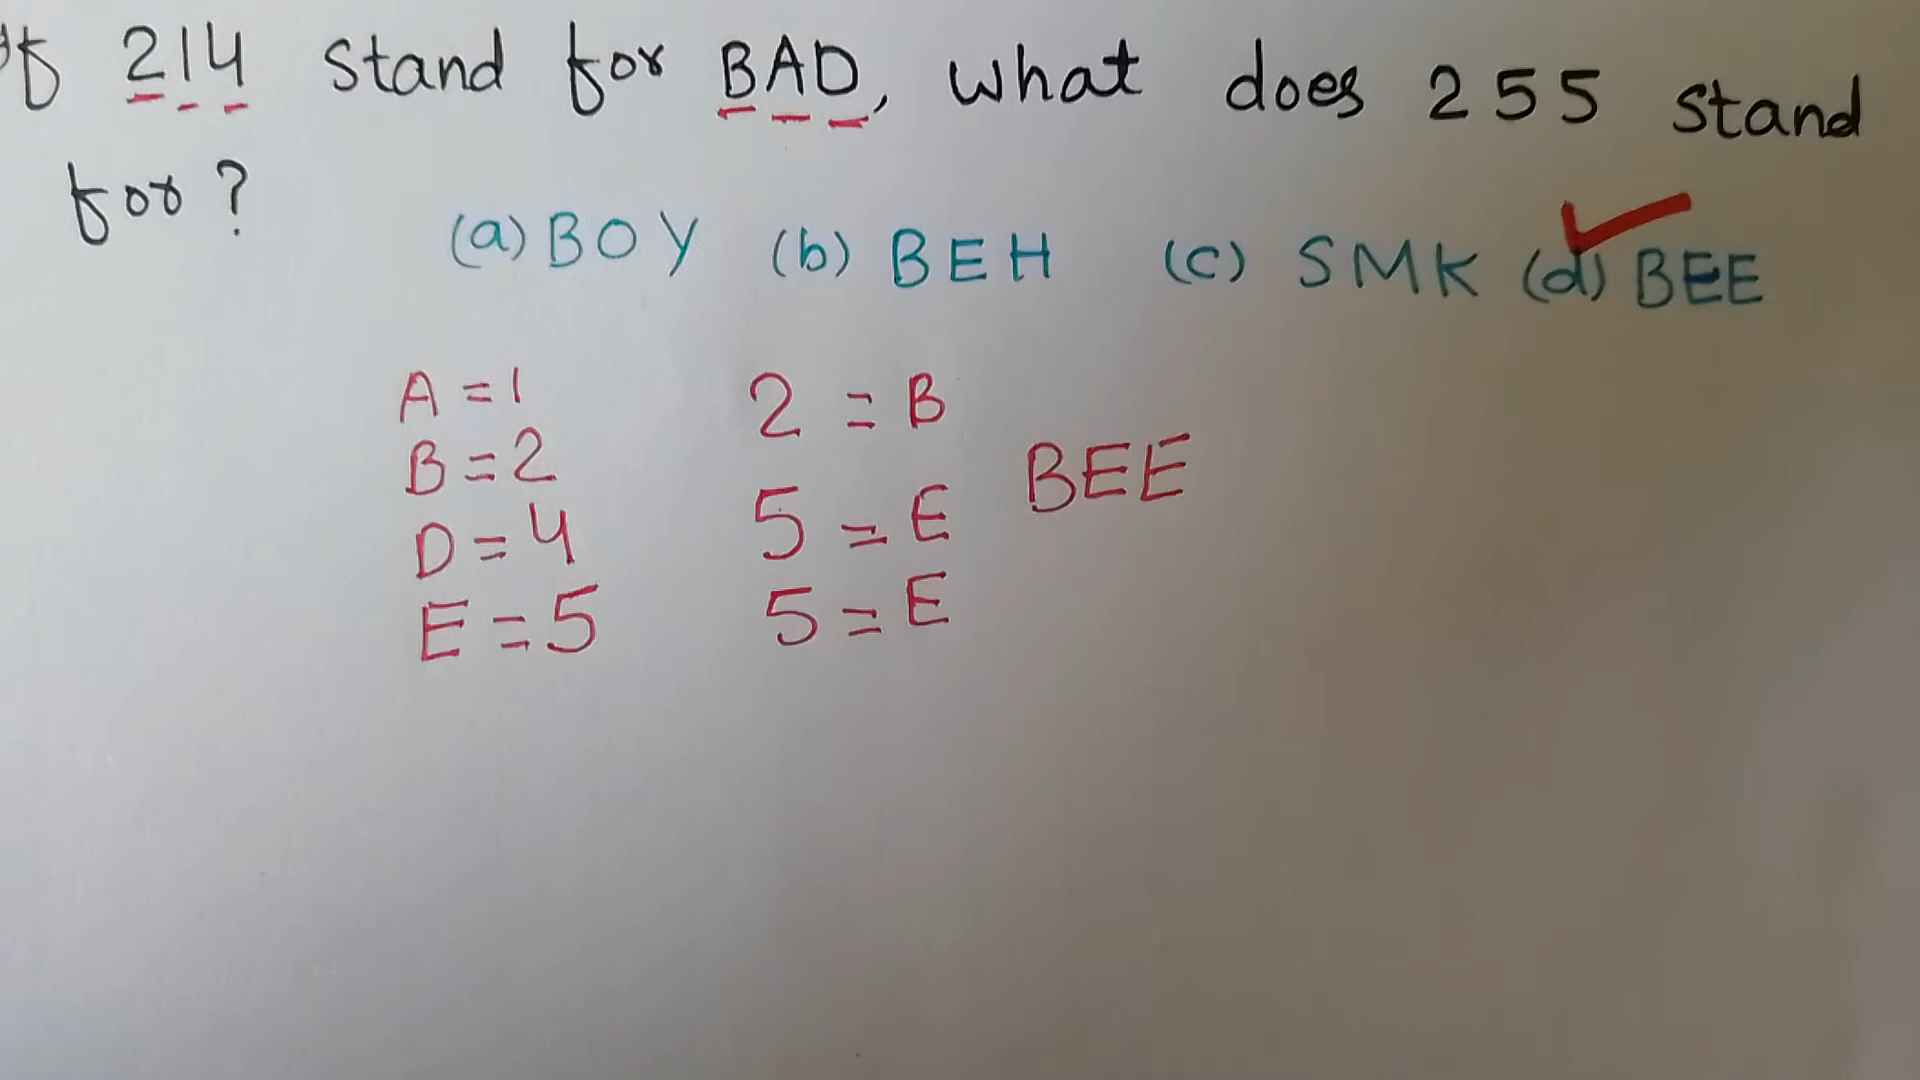 If 214 stand for BAD, what does 255 stand
for?
(a) BOY (b) BEH (c) SMK (d) BEE
A = 1
B = 2
D = 4
E = 5
2 = B
5 = E
5 = E
BEE